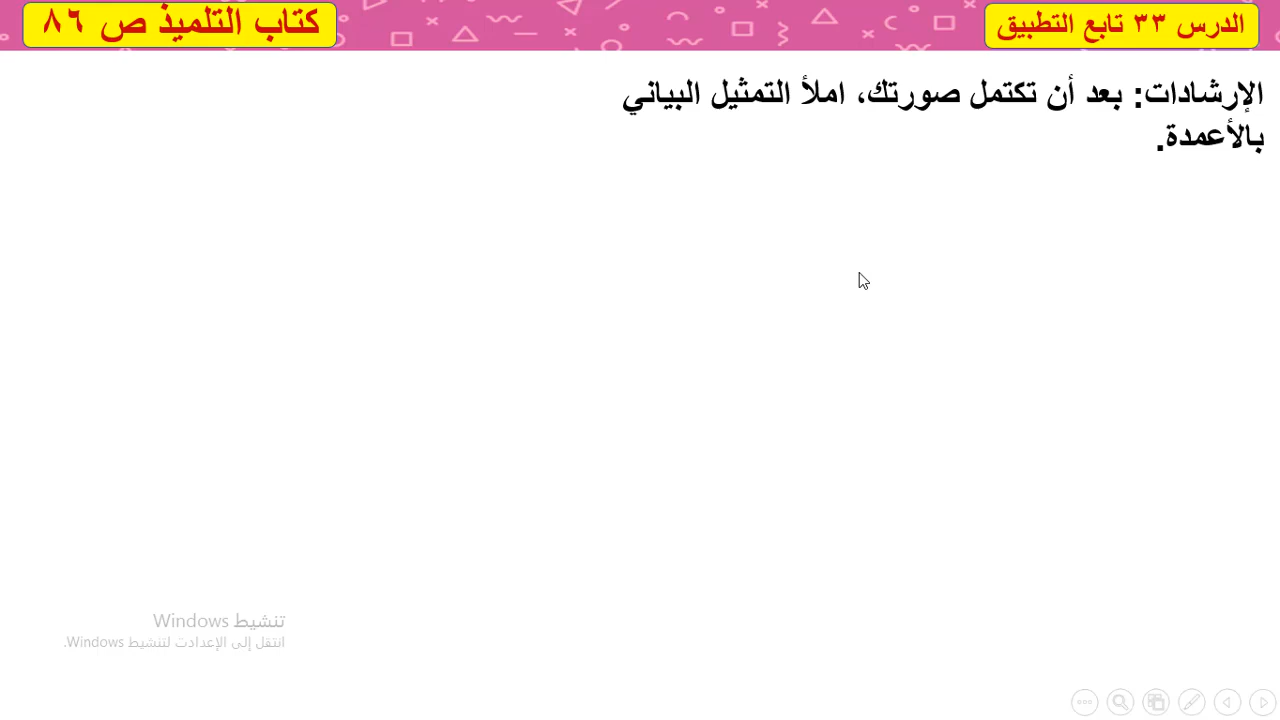 الدرس ٣٣ تابع التطبيق
كتاب التلميذ ص ٨٦
الإرشادات: بعد أن تكتمل صورتك، املأ التمثيل البياني
بالأعمدة.
تنشيط Windows
انتقل إلى الإعدادت لتنشيط Windows.